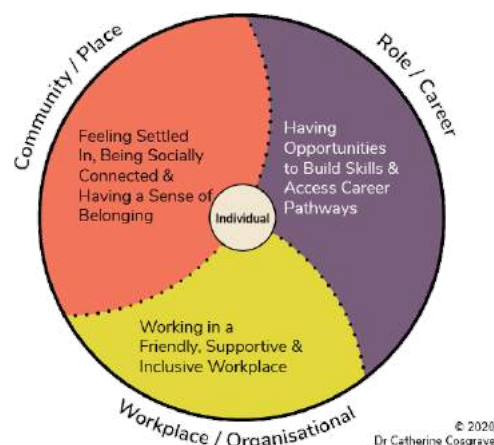 Community / Place
Role / Career
Feeling Settled
In, Being Socially
Connected &
Having a Sense of
Belonging
Having
Opportunities
to Build Skills &
Access Career
Pathways
Individual
Working in a
Friendly, Supportive &
Inclusive Workplace
Workplace / Organisational
© 2020
Dr Catherine Cosgrave